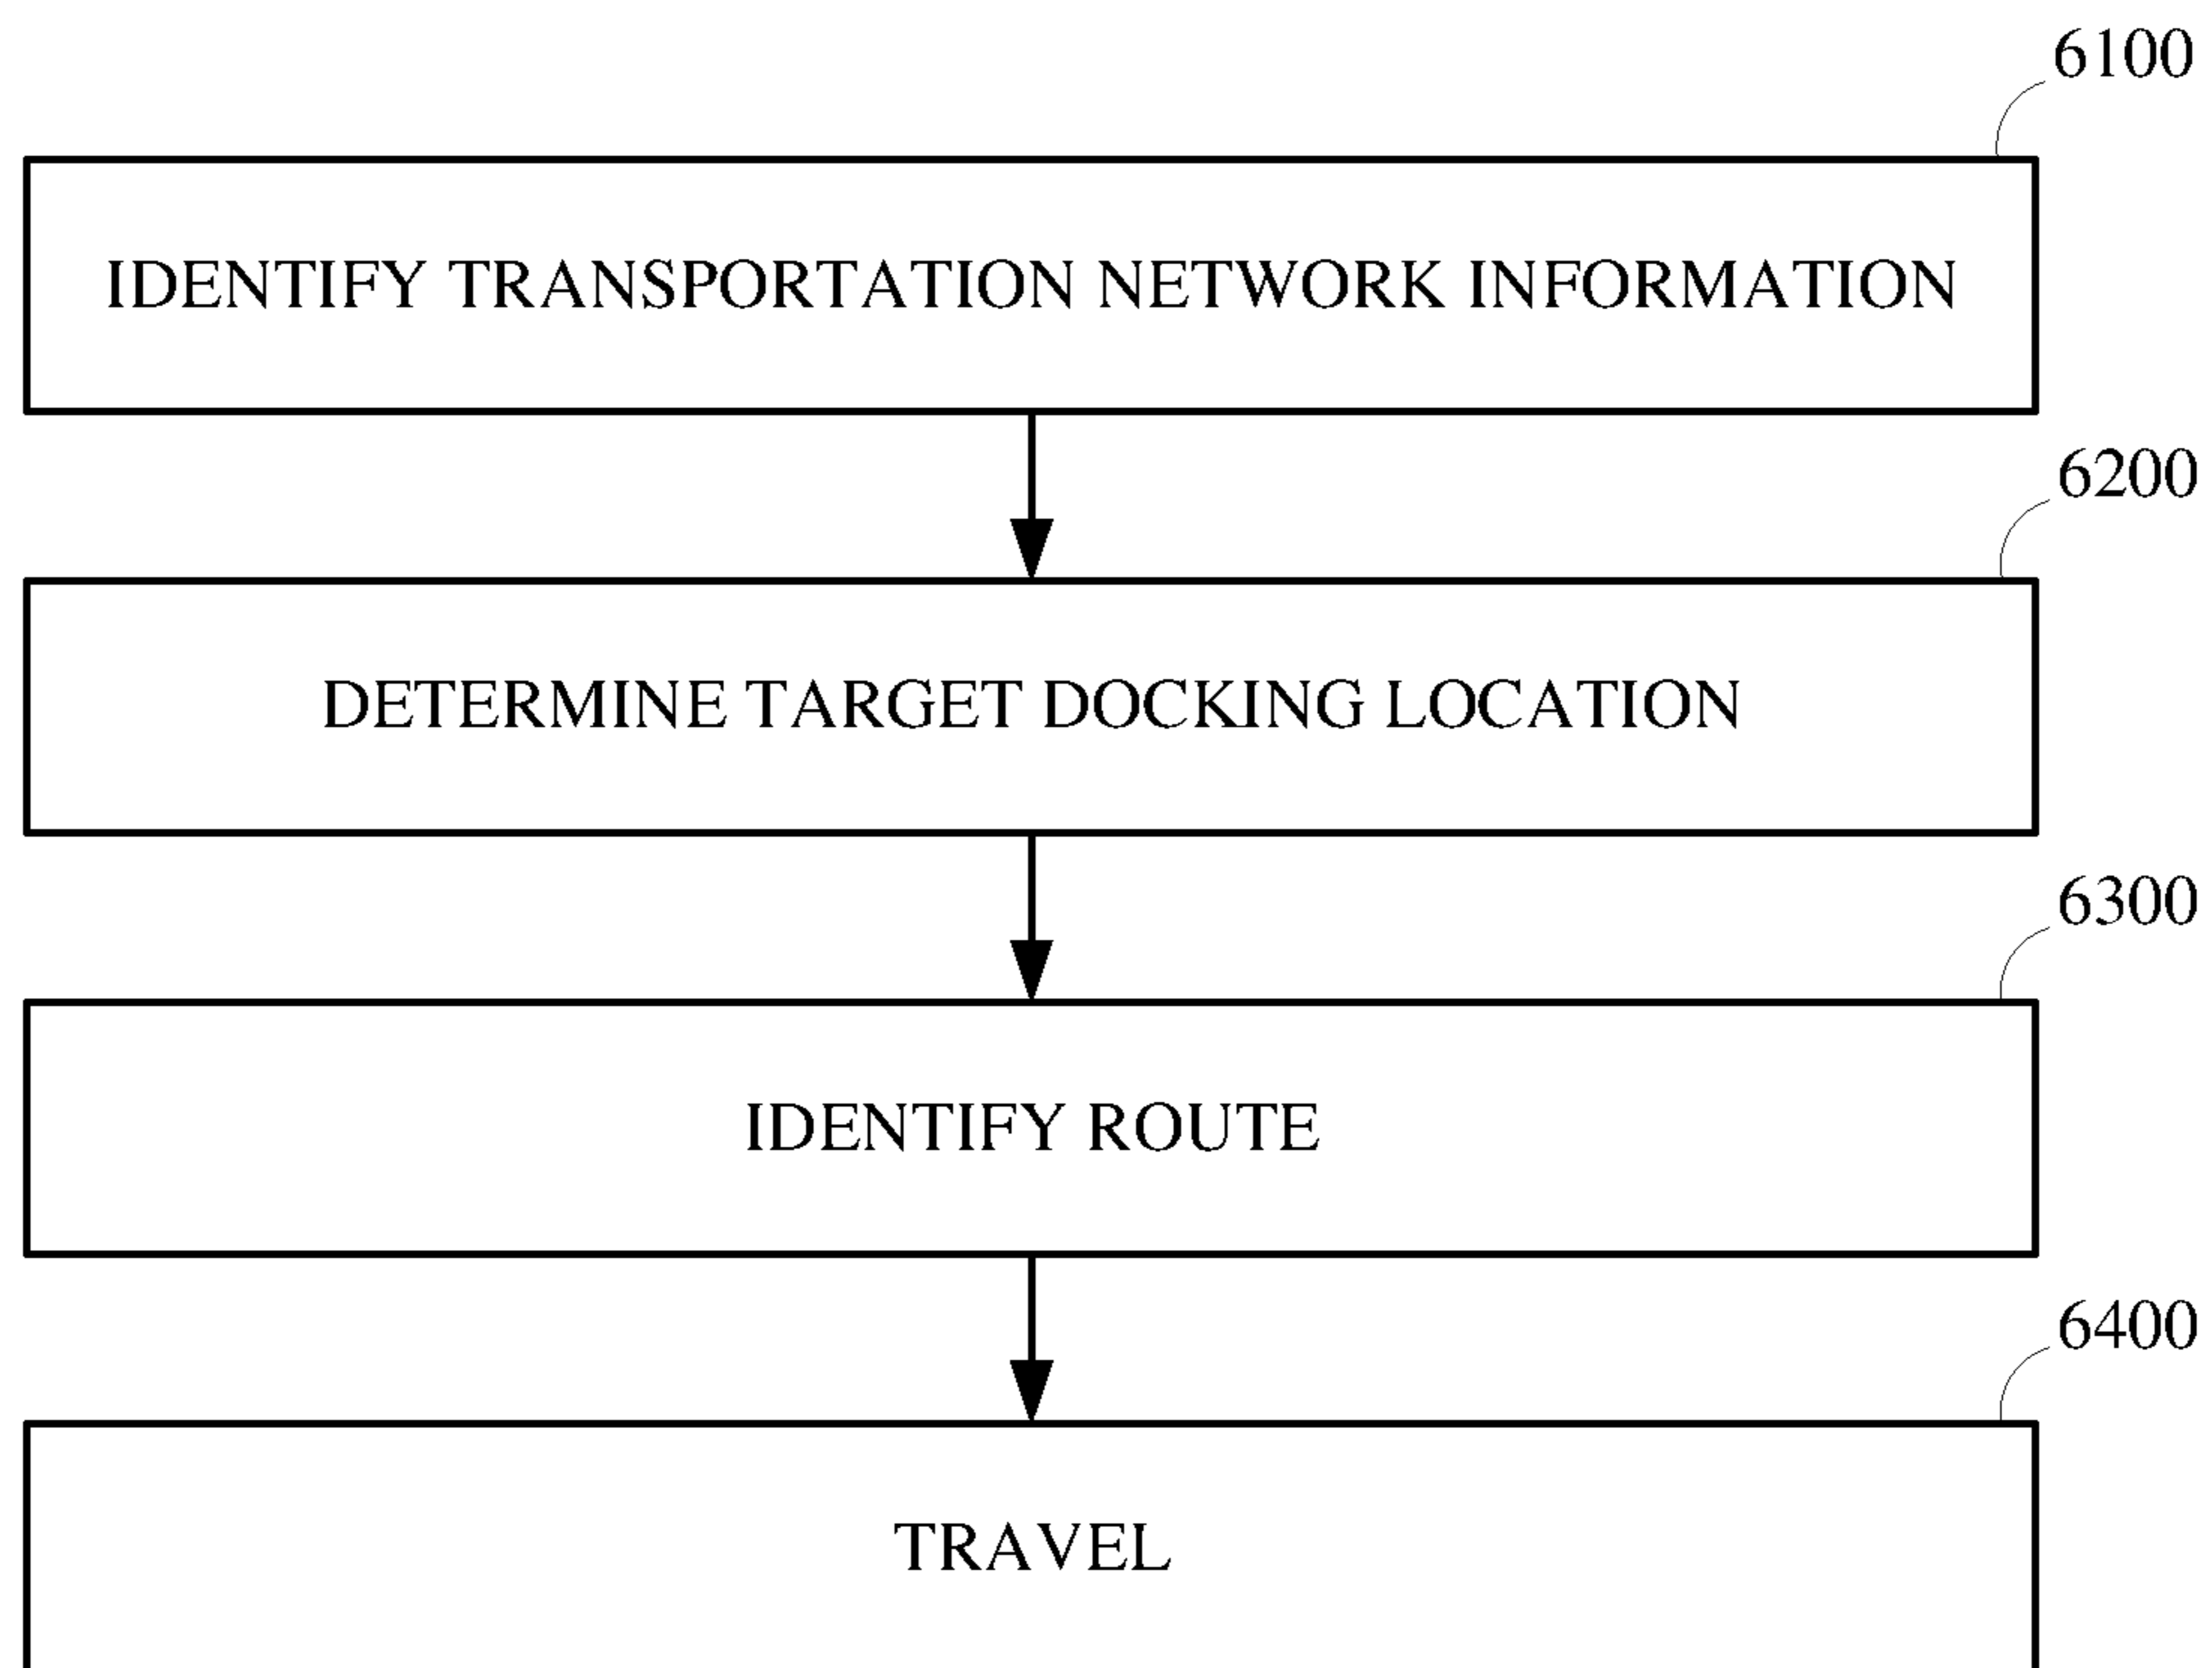 6100
IDENTIFY TRANSPORTATION NETWORK INFORMATION
6200
DETERMINE TARGET DOCKING LOCATION
6300
IDENTIFY ROUTE
6400
TRAVEL